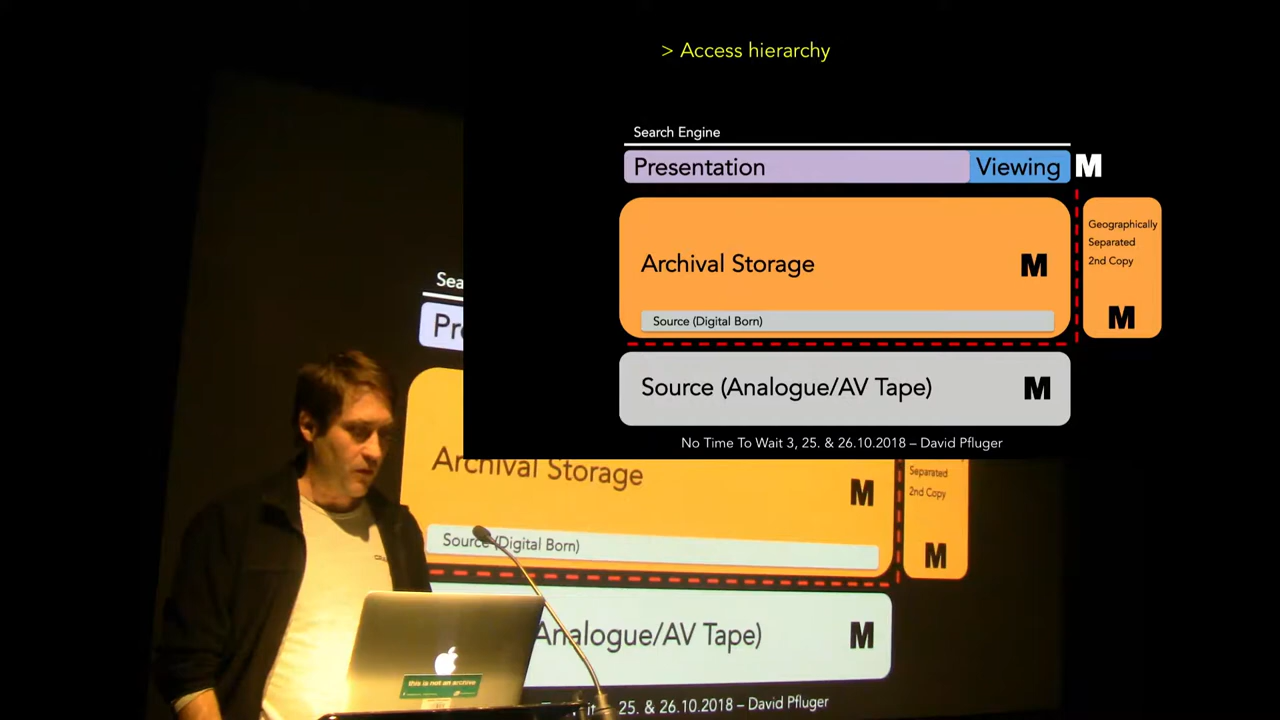 > Access hierarchy
Search Engine
Presentation
Viewing
M
Geographically
Separated
2nd Copy
M
Archival Storage
M
Source (Digital Born)
Source (Analogue/AV Tape)
M
No Time To Wait 3, 25. & 26.10.2018 – David Pfluger
Sea
Pr
Archival Storage
M
Separated
2nd Copy
M
Source (Digital Born)
Analogue/AV Tape)
M
25. & 26.10.2018 – David Pfluger
this is not an archive